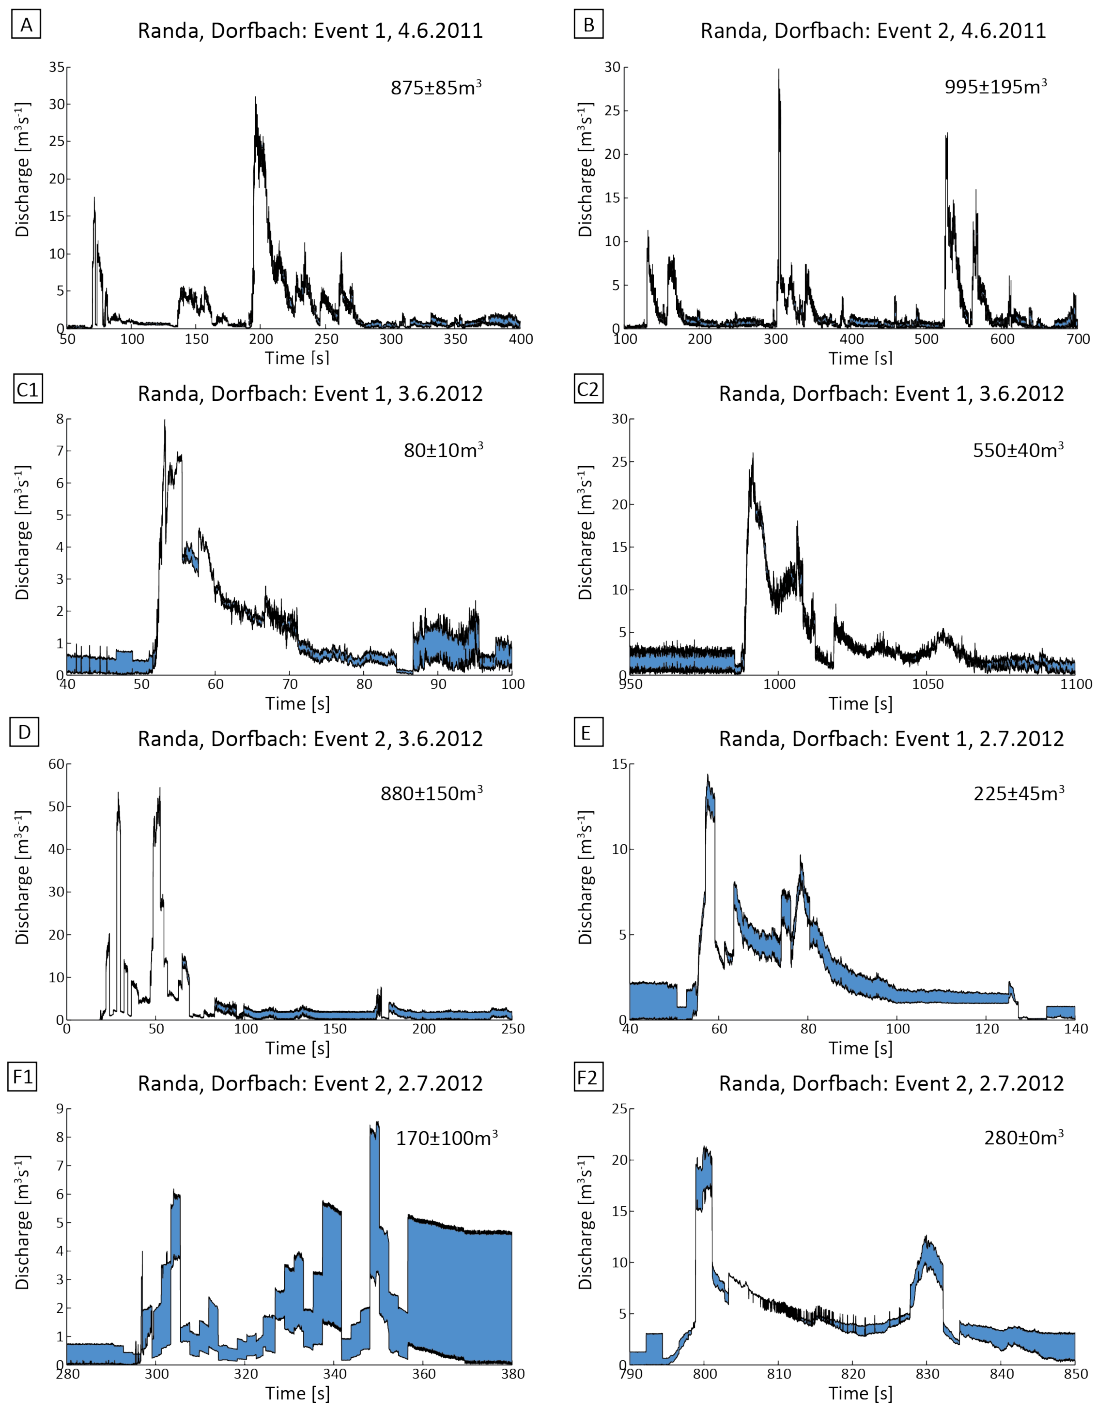 A
Randa, Dorfbach: Event 1, 4.6.2011
875±85m³
Discharge [m³s⁻¹]
35
30
25
20
15
10
5
0
50 100 150 200 250 300 350 400
Time [s]
B
Randa, Dorfbach: Event 2, 4.6.2011
995±195m³
Discharge [m³s⁻¹]
30
25
20
15
10
5
0
100 200 300 400 500 600 700
Time [s]
C1
Randa, Dorfbach: Event 1, 3.6.2012
80±10m³
Discharge [m³s⁻¹]
8
7
6
5
4
3
2
1
0
40 50 60 70 80 90 100
Time [s]
C2
Randa, Dorfbach: Event 1, 3.6.2012
550±40m³
Discharge [m³s⁻¹]
30
25
20
15
10
5
0
950 1000 1050 1100
Time [s]
D
Randa, Dorfbach: Event 2, 3.6.2012
880±150m³
Discharge [m³s⁻¹]
60
50
40
30
20
10
0
0 50 100 150 200 250
Time [s]
E
Randa, Dorfbach: Event 1, 2.7.2012
225±45m³
Discharge [m³s⁻¹]
15
10
5
0
40 60 80 100 120 140
Time [s]
F1
Randa, Dorfbach: Event 2, 2.7.2012
170±100m³
Discharge [m³s⁻¹]
9
8
7
6
5
4
3
2
1
0
280 300 320 340 360 380
Time [s]
F2
Randa, Dorfbach: Event 2, 2.7.2012
280±0m³
Discharge [m³s⁻¹]
25
20
15
10
5
0
790 800 810 820 830 840 850
Time [s]